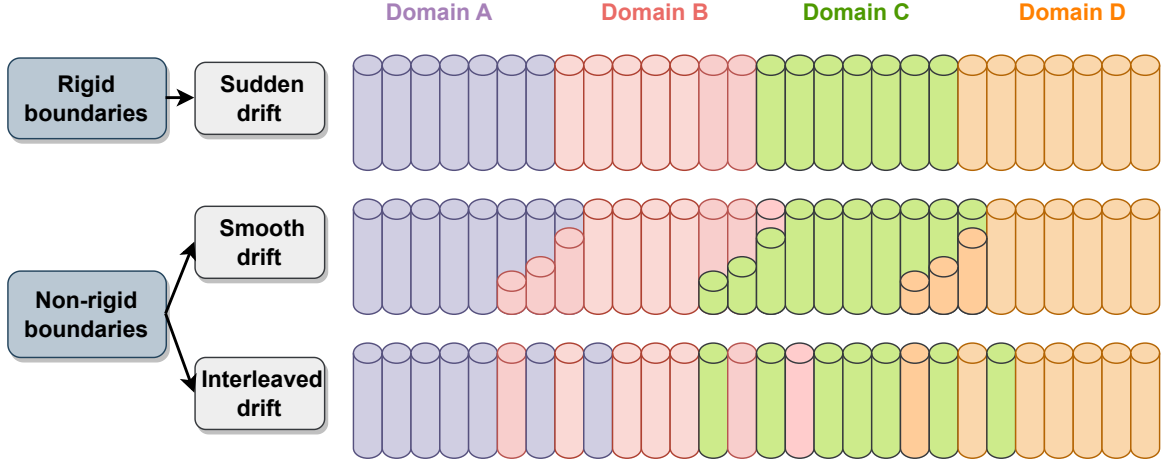 Domain A
Domain B
Domain C
Domain D
Rigid
boundaries
Sudden
drift
Smooth
drift
Non-rigid
boundaries
Interleaved
drift